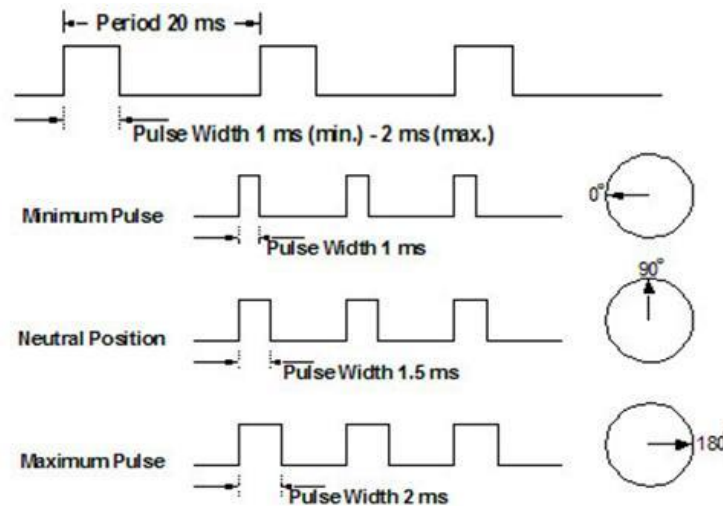 Period 20 ms
Pulse Width 1 ms (min.) - 2 ms (max.)
Minimum Pulse
Pulse Width 1 ms
0°
90°
Neutral Position
Pulse Width 1.5 ms
Maximum Pulse
Pulse Width 2 ms
180°